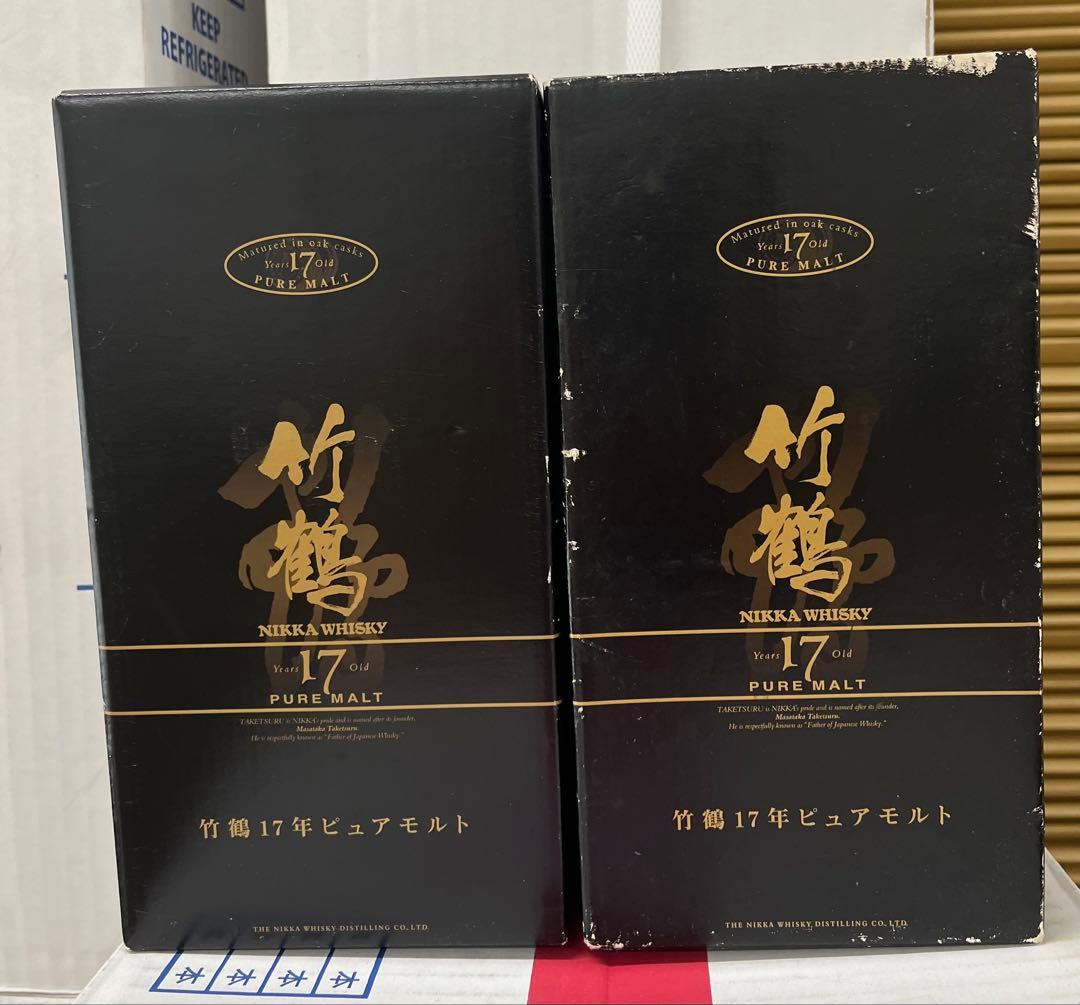 KEEP
REFRIGERATED
Matured in oak casks
Years 17 Old
PURE MALT
竹鶴
NIKKA WHISKY
Years 17 Old
PURE MALT
TAKETSURU is NIKKA's pride and is named after its founder,
Masataka Taketsuru.
He is respectfully known as "Father of Japanese Whisky."
竹鶴17年ピュアモルト
THE NIKKA WHISKY DISTILLING CO., LTD.
Matured in oak casks
Years 17 Old
PURE MALT
竹鶴
NIKKA WHISKY
Years 17 Old
PURE MALT
TAKETSURU is NIKKA's pride and is named after its founder,
Masataka Taketsuru.
He is respectfully known as "Father of Japanese Whisky."
竹鶴17年ピュアモルト
THE NIKKA WHISKY DISTILLING CO., LTD.
本 本 本 本